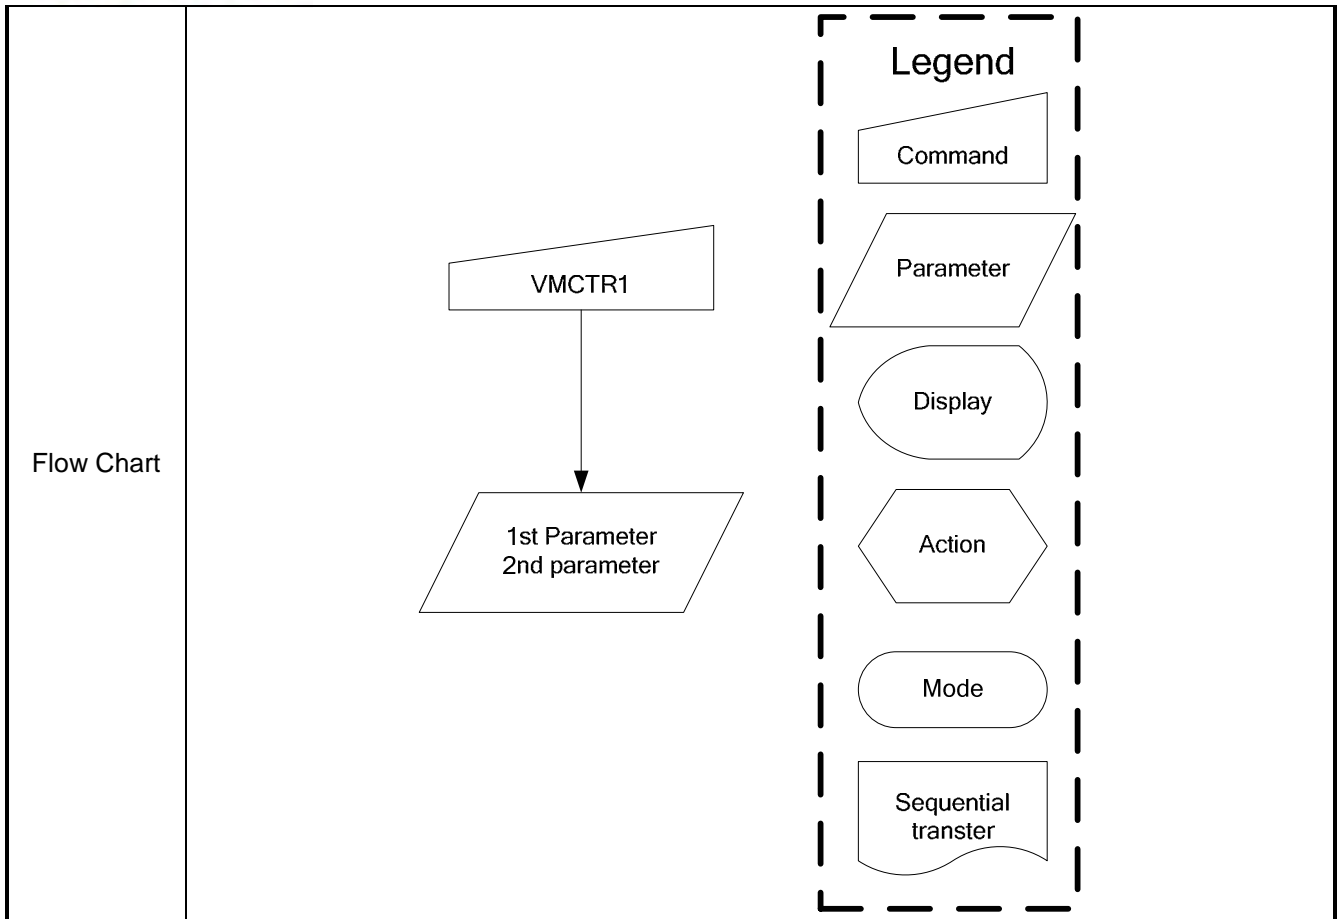 Flow Chart
VMCTR1
1st Parameter
2nd parameter
Legend
Command
Parameter
Display
Action
Mode
Sequential
transter